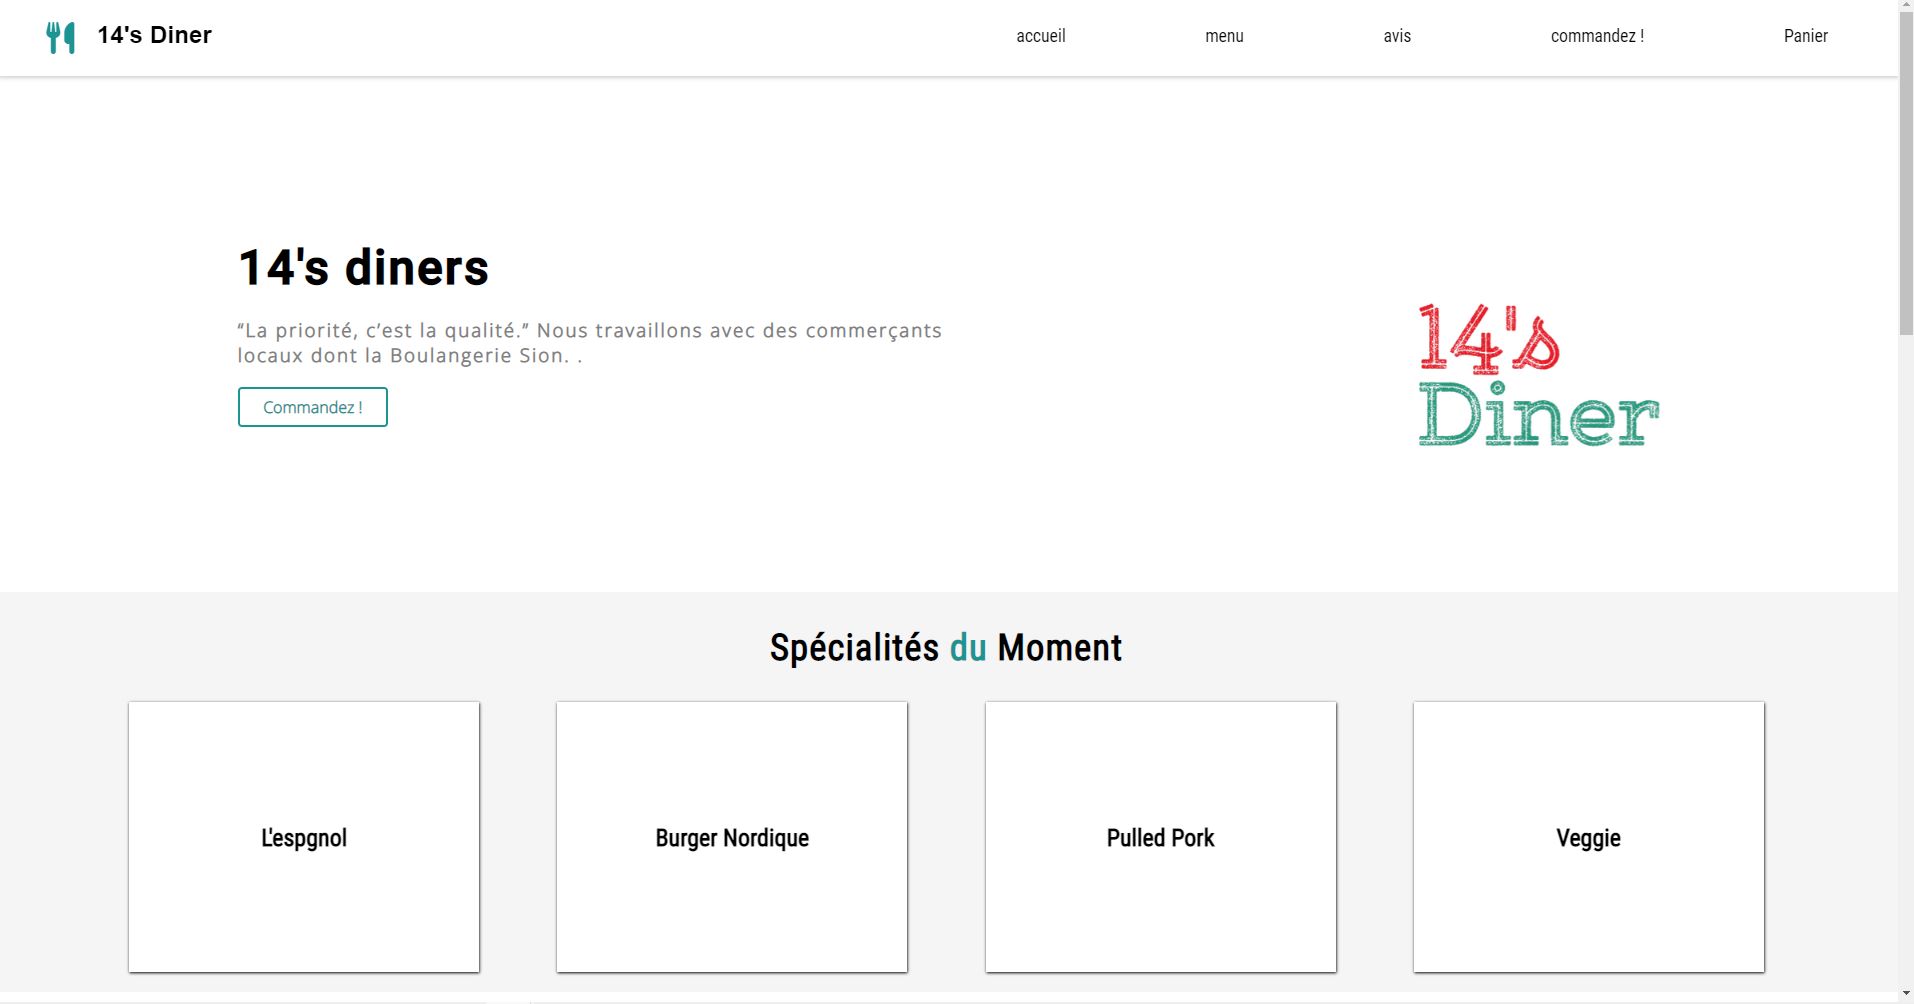 14's Diner
accueil
menu
avis
commandez !
Panier
14's diners
“La priorité, c’est la qualité.” Nous travaillons avec des commerçants
locaux dont la Boulangerie Sion. .
Commandez !
14's
Diner
Spécialités du Moment
L'espgnol
Burger Nordique
Pulled Pork
Veggie